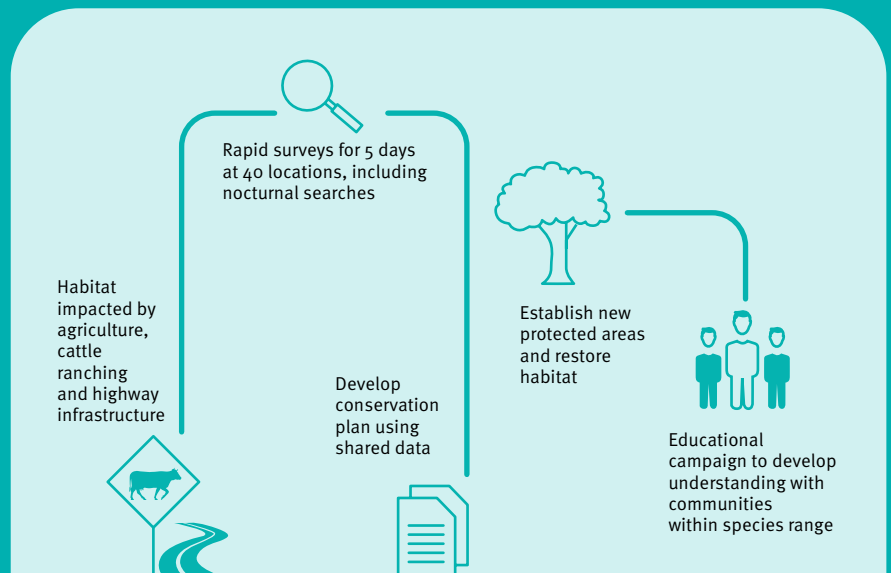 Habitat
impacted by
agriculture,
cattle
ranching
and highway
infrastructure
Rapid surveys for 5 days
at 40 locations, including
nocturnal searches
Develop
conservation
plan using
shared data
Establish new
protected areas
and restore
habitat
Educational
campaign to develop
understanding with
communities
within species range